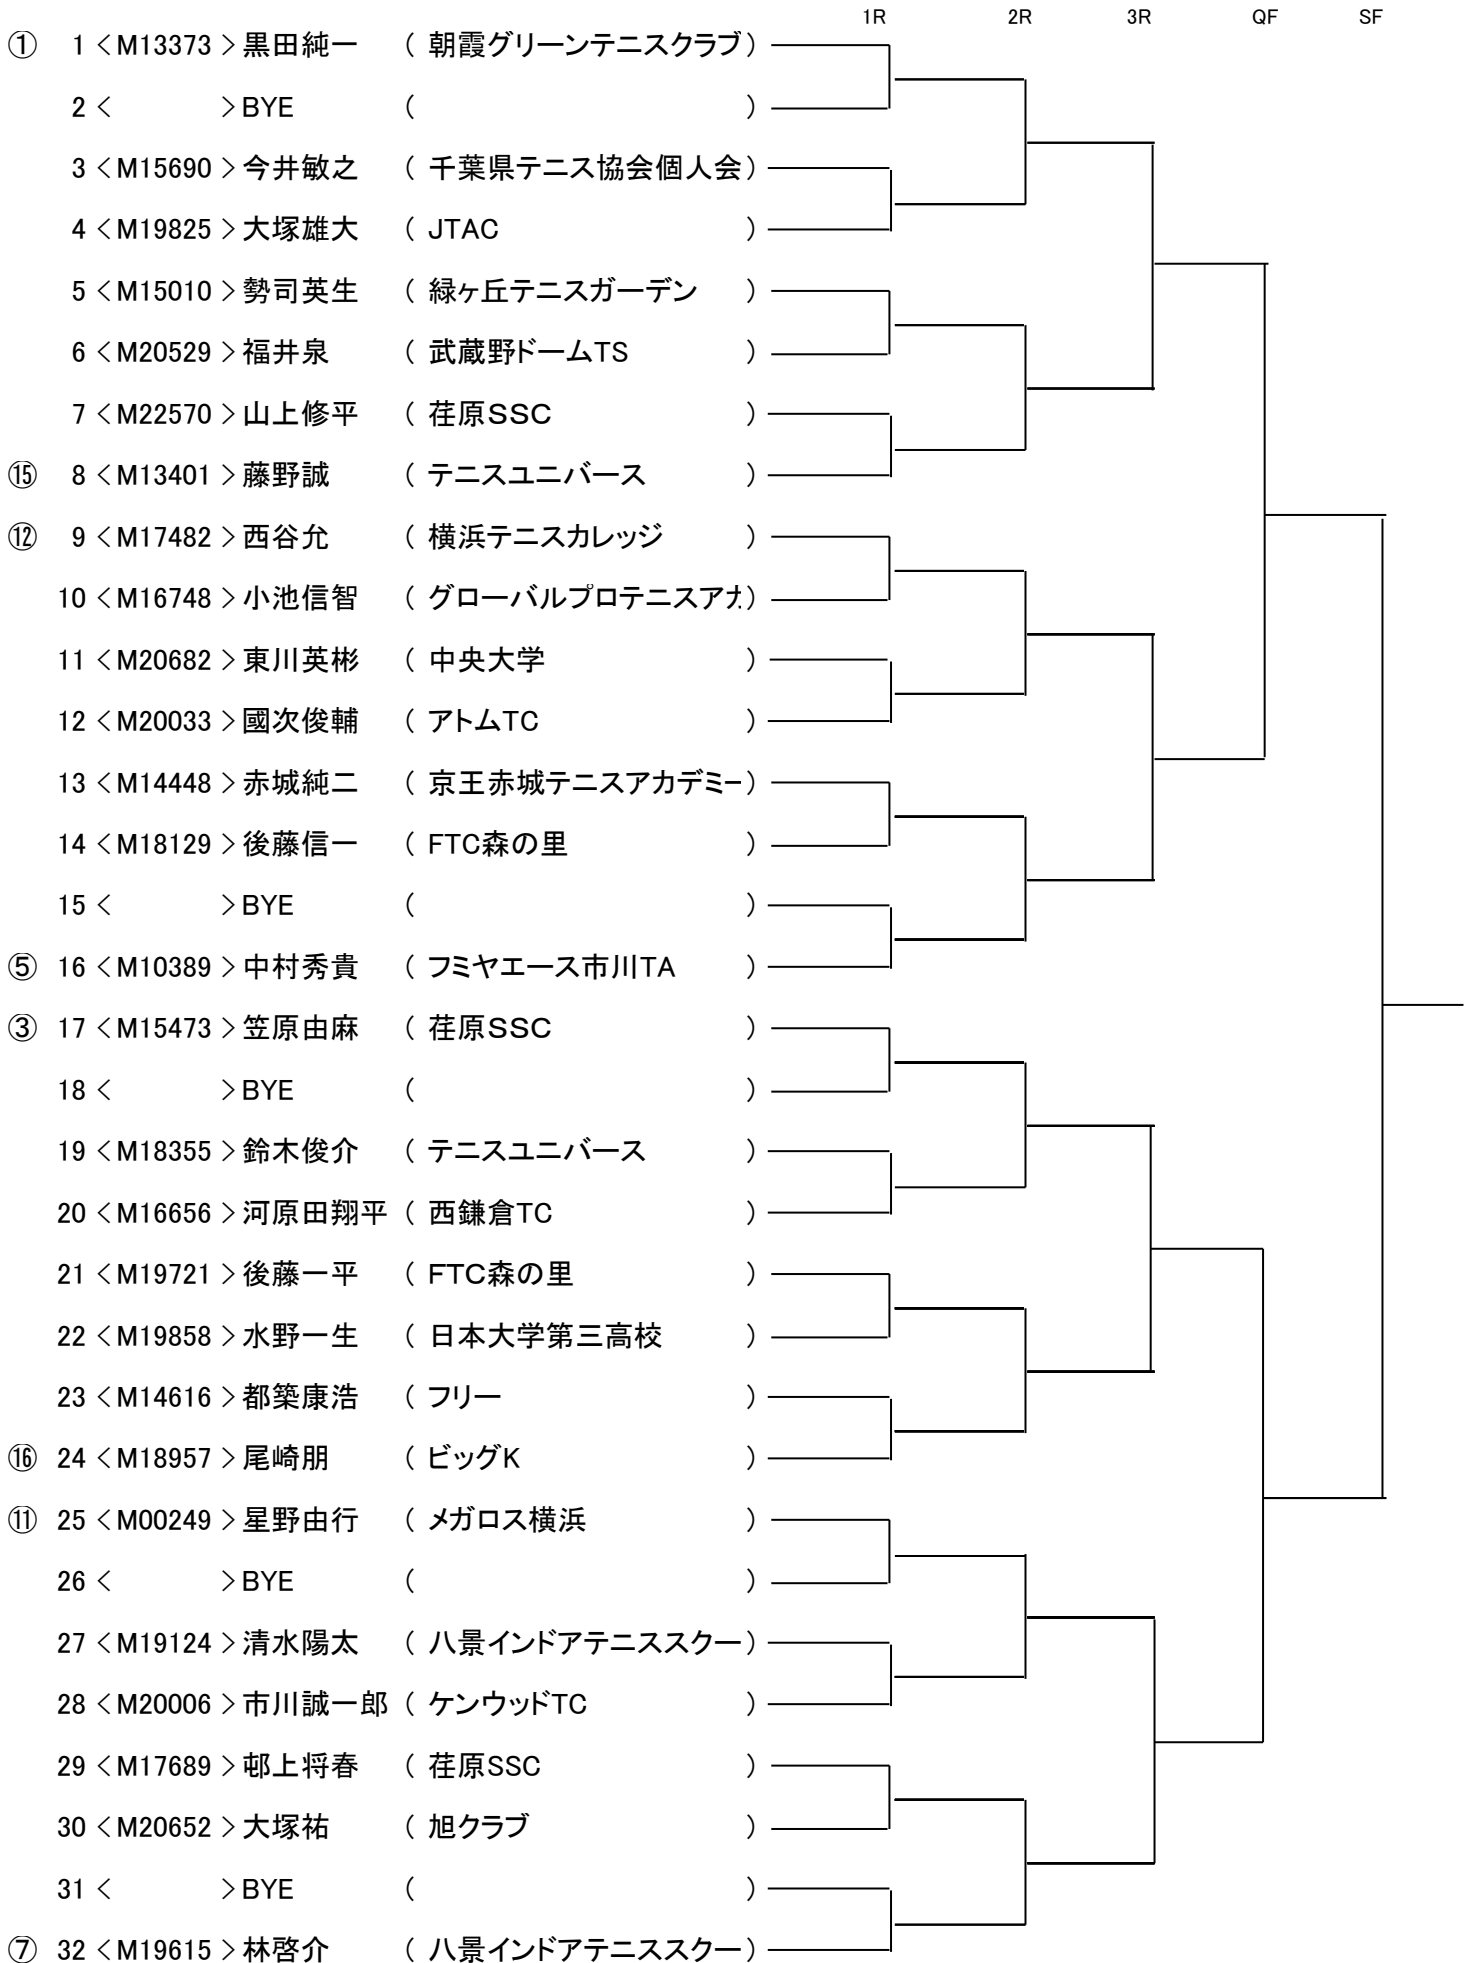 1R 2R 3R QF SF
① 1 < M13373 > 黒田純一 ( 朝霞グリーンテニスクラブ )
2 < > BYE ( )
3 < M15690 > 今井敏之 ( 千葉県テニス協会個人会 )
4 < M19825 > 大塚雄大 ( JTAC )
5 < M15010 > 勢司英生 ( 緑ヶ丘テニスガーデン )
6 < M20529 > 福井泉 ( 武蔵野ドームTS )
7 < M22570 > 山上修平 ( 荏原SSC )
⑮ 8 < M13401 > 藤野誠 ( テニスユニバース )
⑫ 9 < M17482 > 西谷允 ( 横浜テニスカレッジ )
10 < M16748 > 小池信智 ( グローバルプロテニスアカ )
11 < M20682 > 東川英彬 ( 中央大学 )
12 < M20033 > 國次俊輔 ( アトムTC )
13 < M14448 > 赤城純二 ( 京王赤城テニスアカデミー )
14 < M18129 > 後藤信一 ( FTC森の里 )
15 < > BYE ( )
⑤ 16 < M10389 > 中村秀貴 ( フミヤエース市川TA )
③ 17 < M15473 > 笠原由麻 ( 荏原SSC )
18 < > BYE ( )
19 < M18355 > 鈴木俊介 ( テニスユニバース )
20 < M16656 > 河原田翔平 ( 西鎌倉TC )
21 < M19721 > 後藤一平 ( FTC森の里 )
22 < M19858 > 水野一生 ( 日本大学第三高校 )
23 < M14616 > 都築康浩 ( フリー )
⑯ 24 < M18957 > 尾崎朋 ( ビッグK )
⑪ 25 < M00249 > 星野由行 ( メガロス横浜 )
26 < > BYE ( )
27 < M19124 > 清水陽太 ( 八景インドアテニススクー )
28 < M20006 > 市川誠一郎 ( ケンウッドTC )
29 < M17689 > 邨上将春 ( 荏原SSC )
30 < M20652 > 大塚祐 ( 旭クラブ )
31 < > BYE ( )
⑦ 32 < M19615 > 林啓介 ( 八景インドアテニススクー )